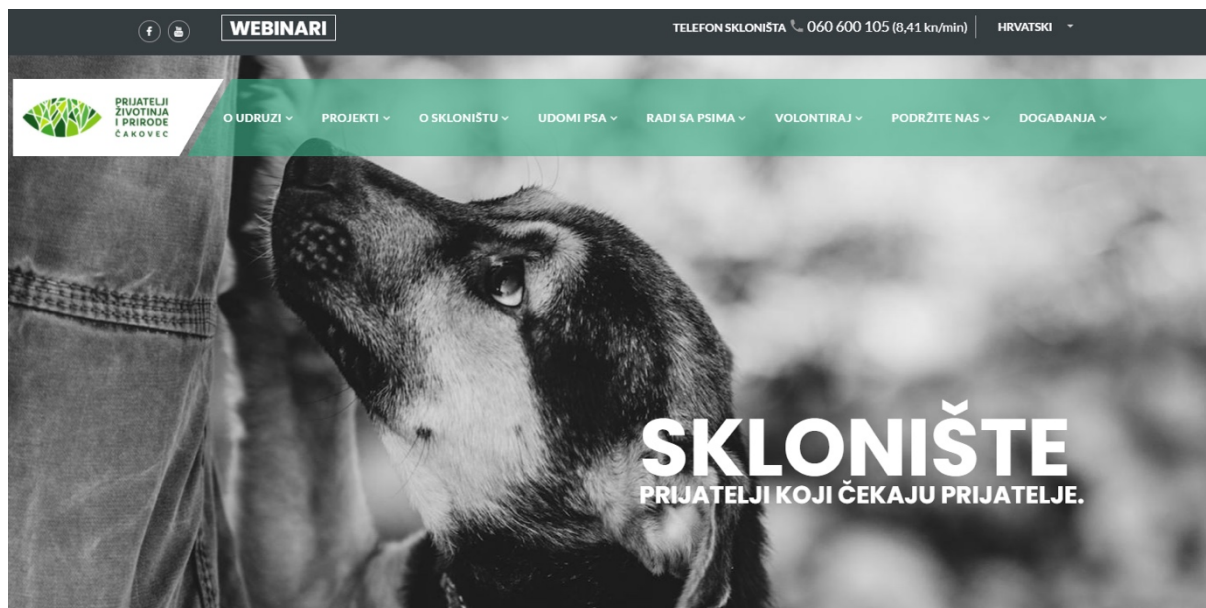 WEBINARI
TELEFON SKLONIŠTA 060 600 105 (8,41 kn/min)
HRVATSKI
PRIJATELJI
ŽIVOTINJA
I PRIRODE
ČAKOVEC
O UDRUZI
PROJEKTI
O SKLONIŠTU
UDOMI PSA
RADI SA PSIMA
VOLONTIRAJ
PODRŽITE NAS
DOGAĐANJA
SKLONIŠTE
PRIJATELJI KOJI ČEKAJU PRIJATELJE.